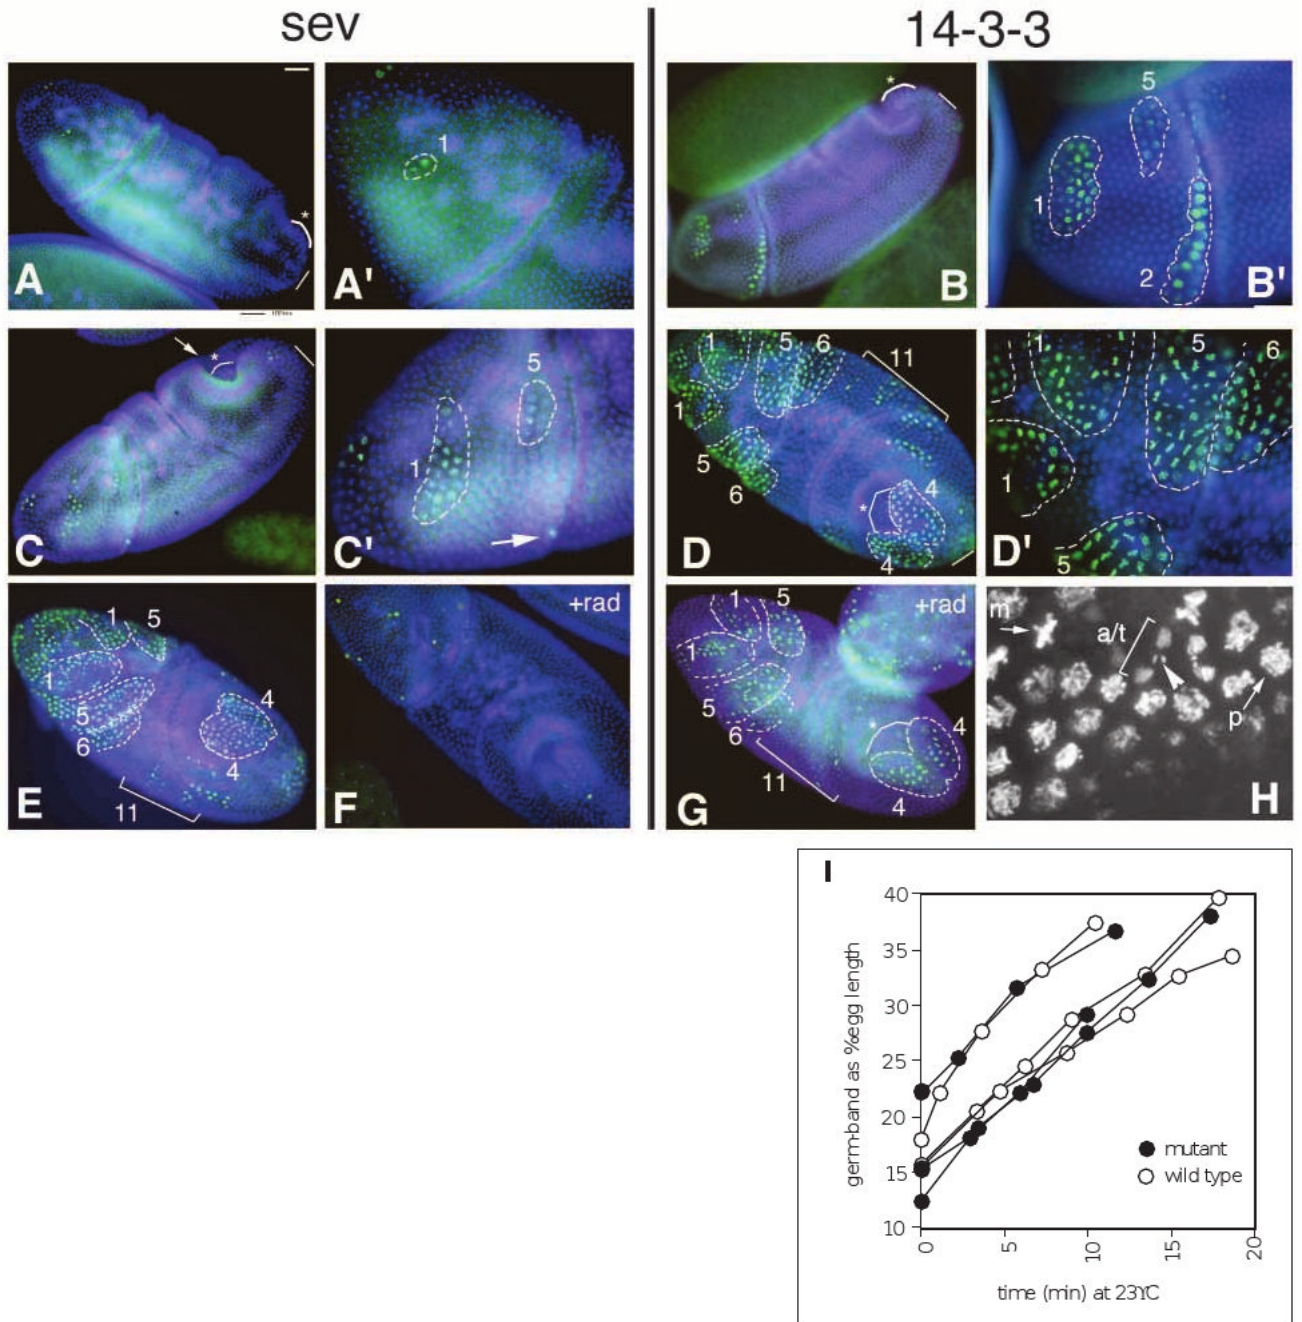 sev
14-3-3
*
A
1
A'
*
B
5
1
2
B'
*
C
5
1
C'
1
5
6
11
1
5
6
4
*
4
D
1
5
6
1
5
D'
1
5
1
5
6
4
4
11
E
+rad
F
1
5
+rad
1
5
6
4
11
4
G
m
a/t
p
H
I
40
35
30
25
20
15
10
germ-band as %egg length
mutant
wild type
0
5
10
15
20
time (min) at 23ϒC